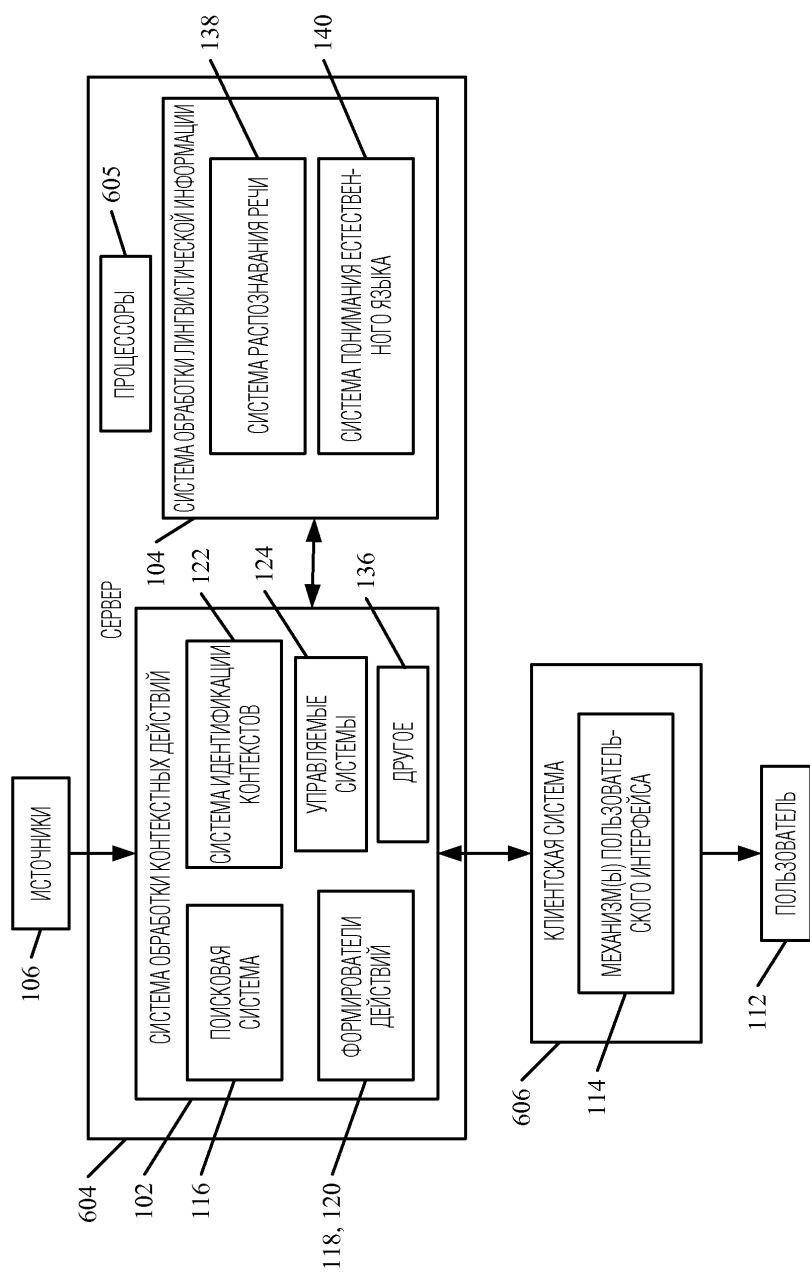 106
ИСТОЧНИКИ
СЕРВЕР
604
102
СИСТЕМА ОБРАБОТКИ КОНТЕКСТНЫХ ДЕЙСТВИЙ
116
ПОИСКОВАЯ
СИСТЕМА
СИСТЕМА ИДЕНТИФИКАЦИИ
КОНТЕКСТОВ
122
118, 120
ФОРМИРОВАТЕЛИ
ДЕЙСТВИЙ
УПРАВЛЯЕМЫЕ
СИСТЕМЫ
124
ДРУГОЕ
136
ПРОЦЕССОРЫ
605
104
СИСТЕМА ОБРАБОТКИ ЛИНГВИСТИЧЕСКОЙ ИНФОРМАЦИИ
СИСТЕМА РАСПОЗНАВАНИЯ РЕЧИ
138
СИСТЕМА ПОНИМАНИЯ ЕСТЕСТВЕН-
НОГО ЯЗЫКА
140
606
КЛИЕНТСКАЯ СИСТЕМА
114
МЕХАНИЗМ(Ы) ПОЛЬЗОВАТЕЛЬ-
СКОГО ИНТЕРФЕЙСА
112
ПОЛЬЗОВАТЕЛЬ